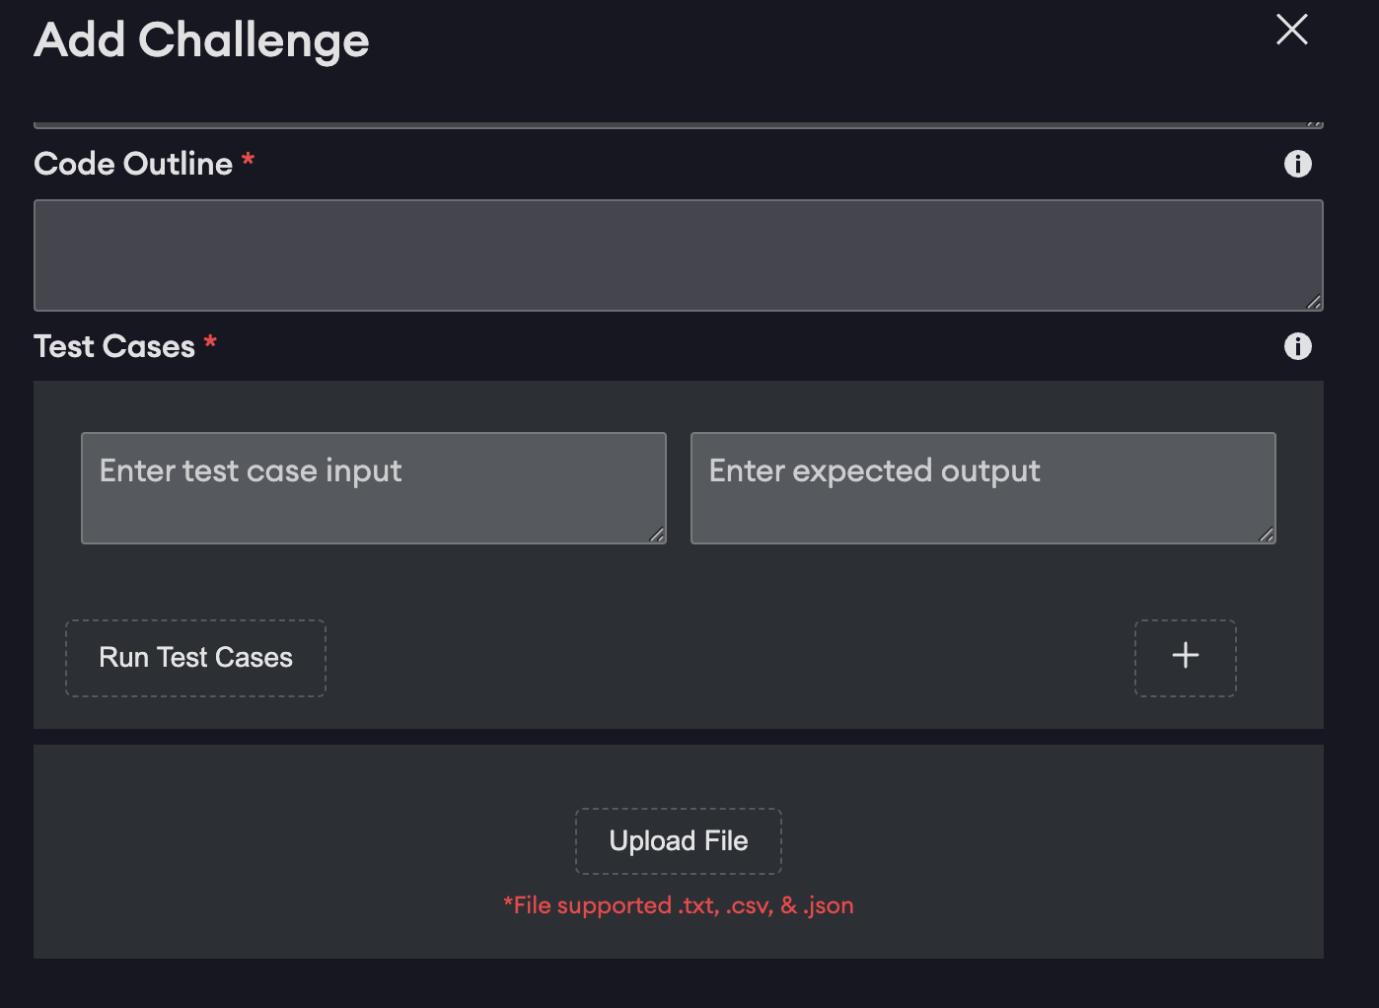 Add Challenge
Code Outline *
Test Cases *
Enter test case input
Enter expected output
Run Test Cases
+
Upload File
*File supported .txt, .csv, & .json